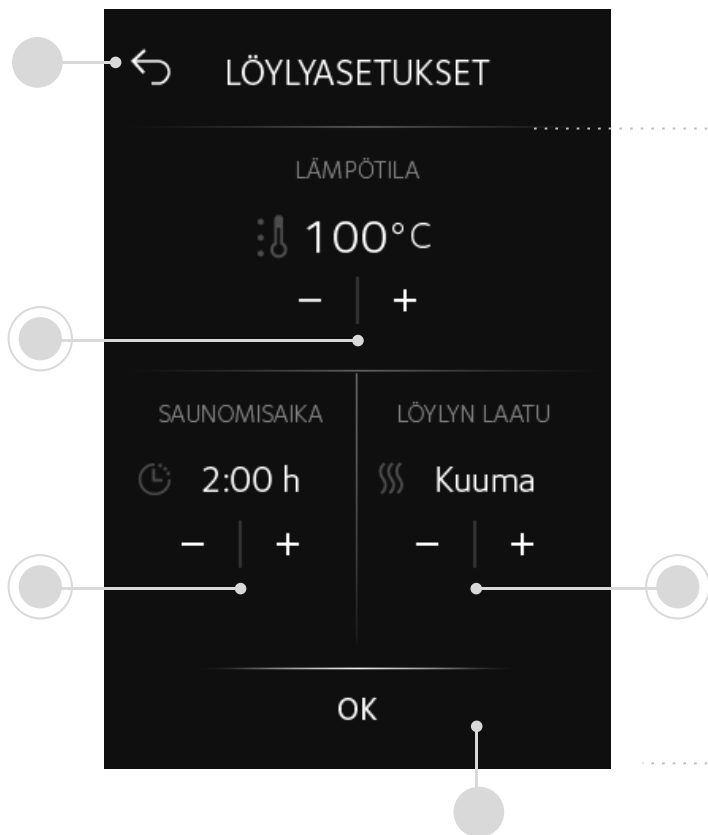 LÖYLYASETUKSET
LÄMPÖTILA
100°C
− +
SAUNOMISAIKA
2:00 h
− +
LÖYLYN LAATU
Kuuma
− +
OK